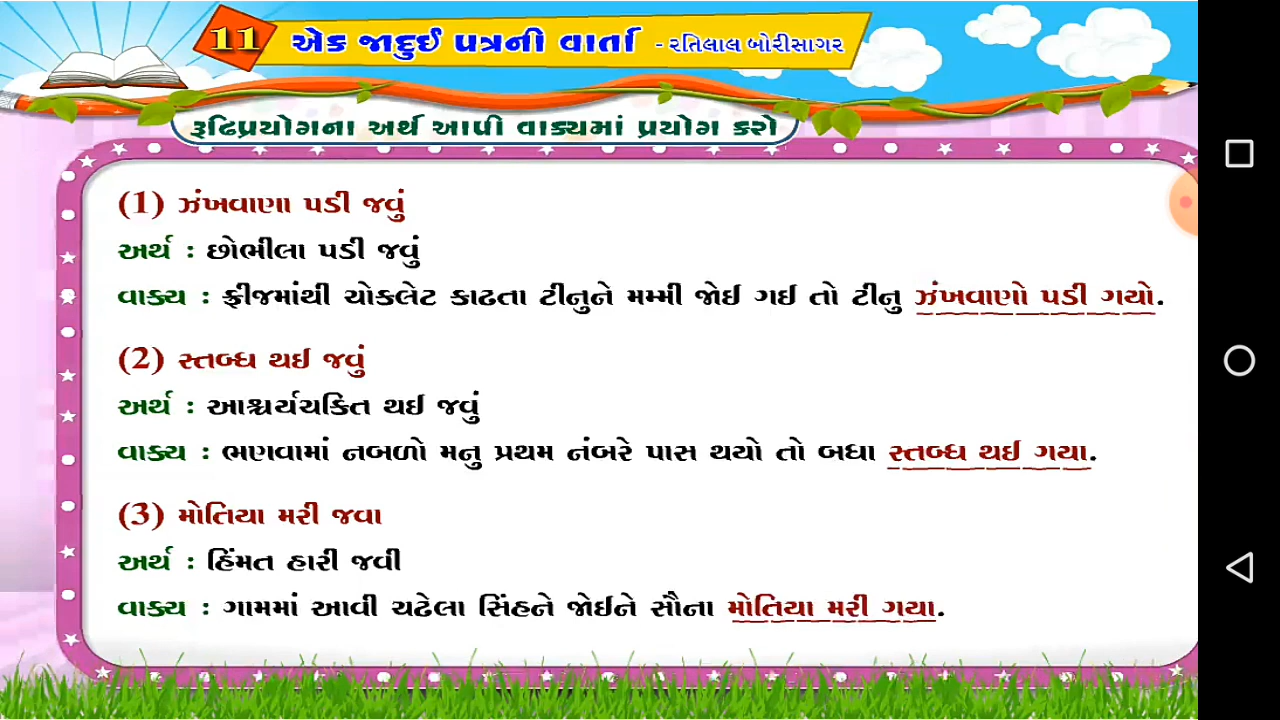 11 એક જાદુઈ પત્રની વાર્તા - રતિલાલ બોરીસાગર
રૂઢિપ્રયોગના અર્થ આપી વાક્યમાં પ્રયોગ કરો
(1) ઝંખવાણા પડી જવું
અર્થ : છોભીલા પડી જવું
વાક્ય : ફ્રીજમાંથી ચોકલેટ કાઢતા ટીનુને મમ્મી જોઈ ગઈ તો ટીનુ ઝંખવાણો પડી ગયો.
(2) સ્તબ્ધ થઈ જવું
અર્થ : આશ્ચર્યચકિત થઈ જવું
વાક્ય : ભણવામાં નબળો મનુ પ્રથમ નંબરે પાસ થયો તો બધા સ્તબ્ધ થઈ ગયા.
(3) મોતિયા મરી જવા
અર્થ : હિંમત હારી જવી
વાક્ય : ગામમાં આવી ચઢેલા સિંહને જોઈને સૌના મોતિયા મરી ગયા.